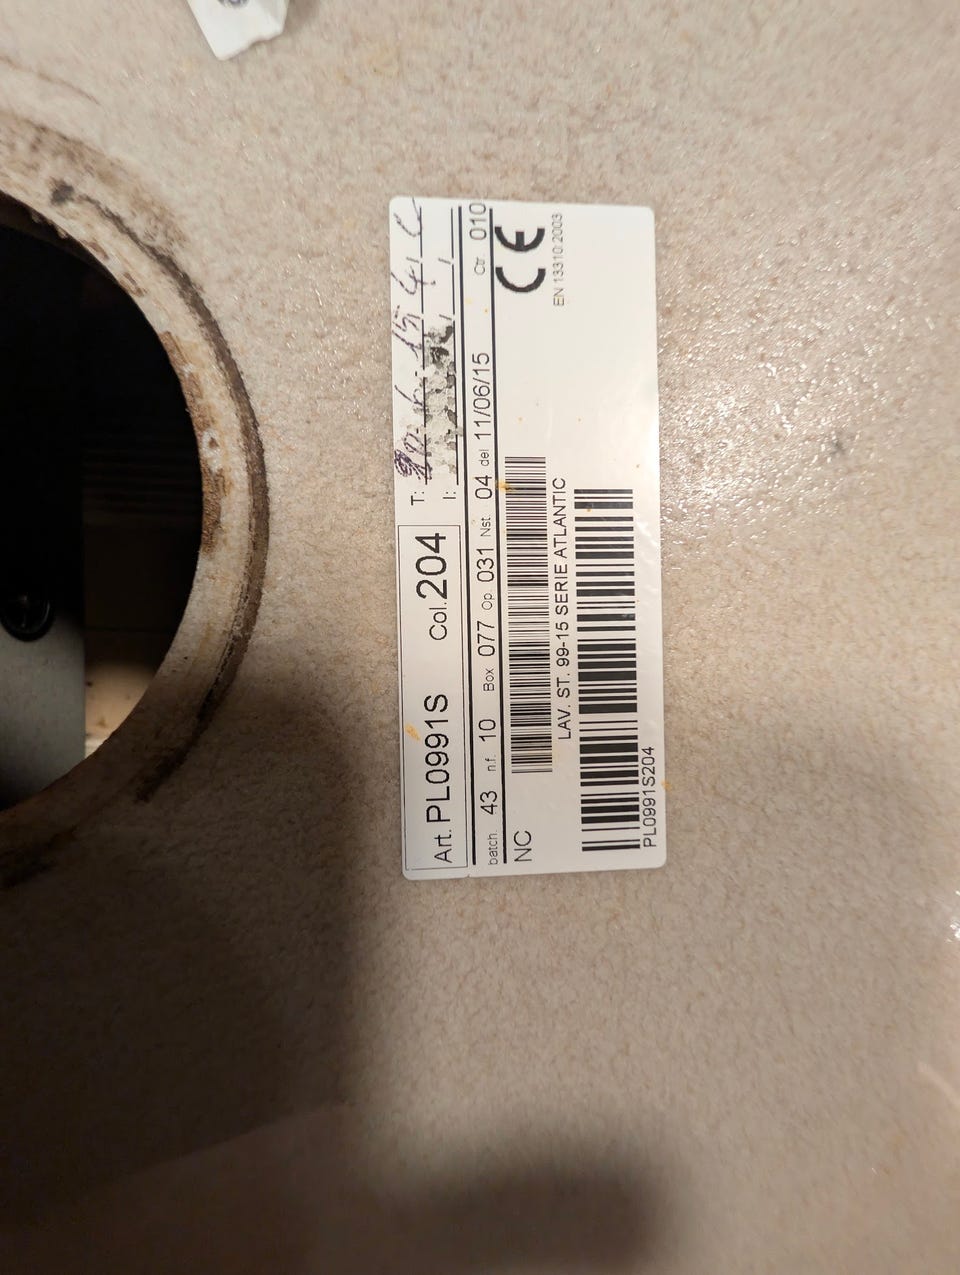 Art. PL0991S Col. 204
T:
I:
batch. 43 n.f. 10 Box 077 Op 031 Nst 04 del 11/06/15 Ctr 010
NC
CE
EN 13310:2003
LAV. ST. 99-15 SERIE ATLANTIC
PL0991S204